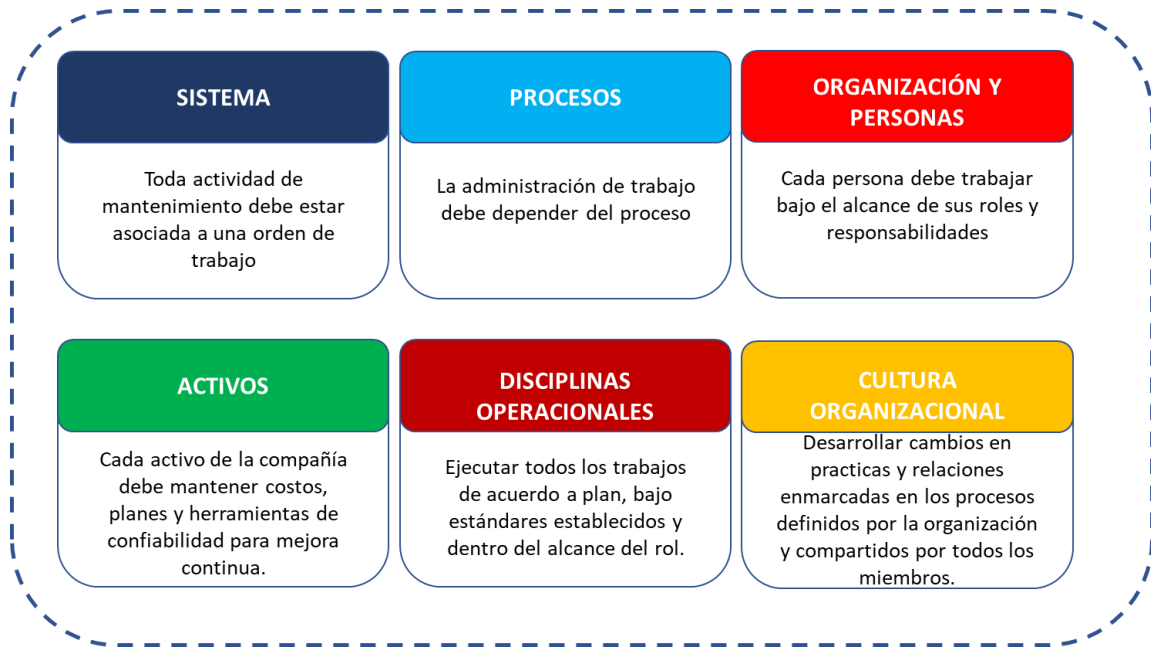 SISTEMA
Toda actividad de
mantenimiento debe estar
asociada a una orden de
trabajo
PROCESOS
La administración de trabajo
debe depender del proceso
ORGANIZACIÓN Y
PERSONAS
Cada persona debe trabajar
bajo el alcance de sus roles y
responsabilidades
ACTIVOS
Cada activo de la compañía
debe mantener costos,
planes y herramientas de
confiabilidad para mejora
continua.
DISCIPLINAS
OPERACIONALES
Ejecutar todos los trabajos
de acuerdo a plan, bajo
estándares establecidos y
dentro del alcance del rol.
CULTURA
ORGANIZACIONAL
Desarrollar cambios en
practicas y relaciones
enmarcadas en los procesos
definidos por la organización
y compartidos por todos los
miembros.